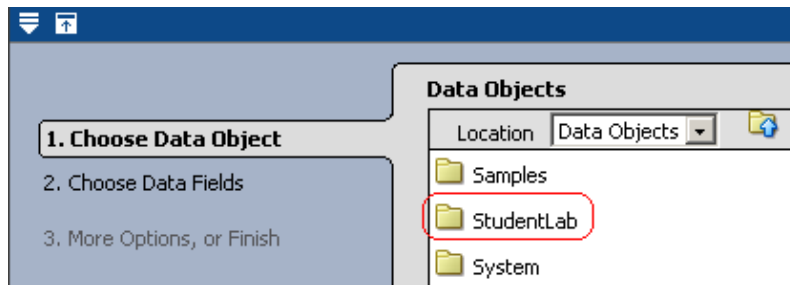 Data Objects
1. Choose Data Object
Location Data Objects
2. Choose Data Fields
Samples
StudentLab
3. More Options, or Finish
System